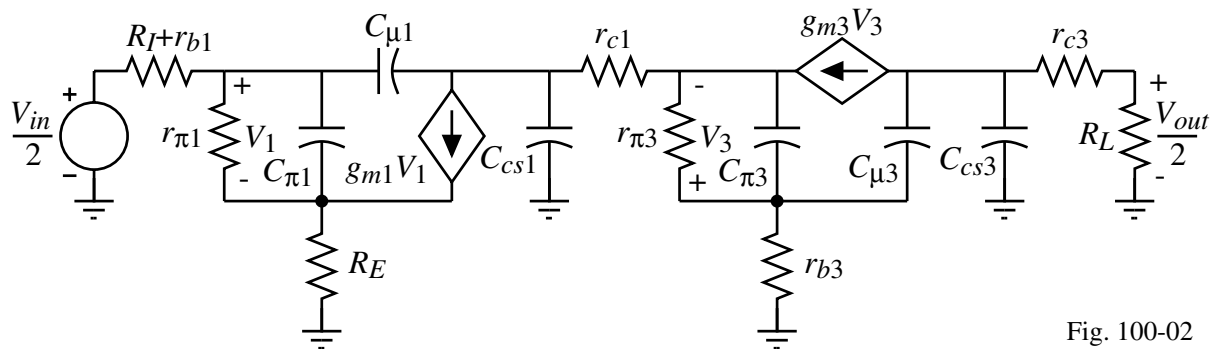 C_μ1
g_m3V_3
R_I+r_b1
r_c1
r_c3
+
V_in
2
-
+
r_π1
V_1
-
C_π1
g_m1V_1
C_cs1
-
r_π3
V_3
+
C_π3
C_μ3
C_cs3
R_L
+
V_out
2
-
R_E
r_b3
Fig. 100-02